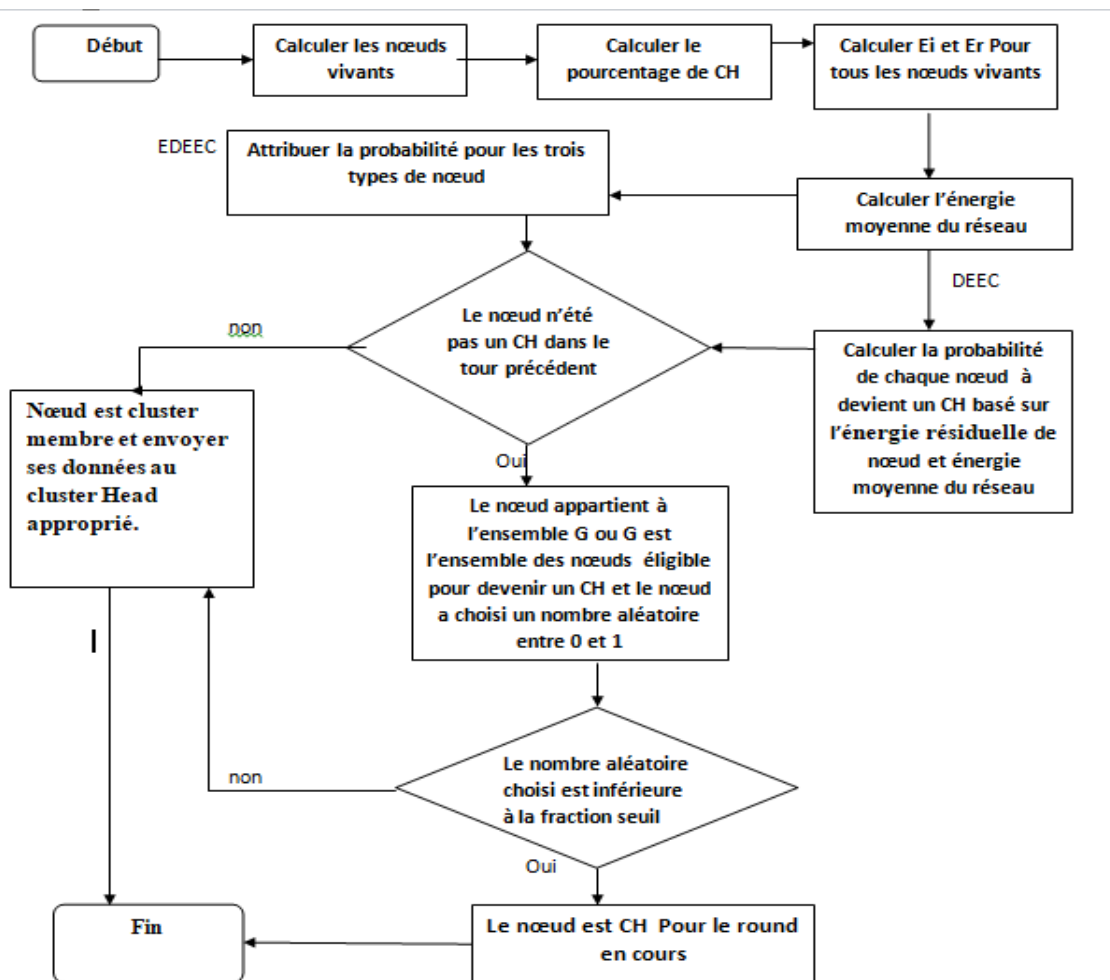 Début
Calculer les nœuds
vivants
Calculer le
pourcentage de CH
Calculer Ei et Er Pour
tous les nœuds vivants
EDEEC
Attribuer la probabilité pour les trois
types de nœud
Calculer l’énergie
moyenne du réseau
DEEC
Le nœud n’été
pas un CH dans le
tour précédent
non
Calculer la probabilité
de chaque nœud à
devient un CH basé sur
l’énergie résiduelle de
nœud et énergie
moyenne du réseau
Nœud est cluster
membre et envoyer
ses données au
cluster Head
approprié.
Oui
Le nœud appartient à
l’ensemble G ou G est
l’ensemble des nœuds éligible
pour devenir un CH et le nœud
a choisi un nombre aléatoire
entre 0 et 1
Le nombre aléatoire
choisi est inférieure
à la fraction seuil
non
Oui
Fin
Le nœud est CH Pour le round
en cours